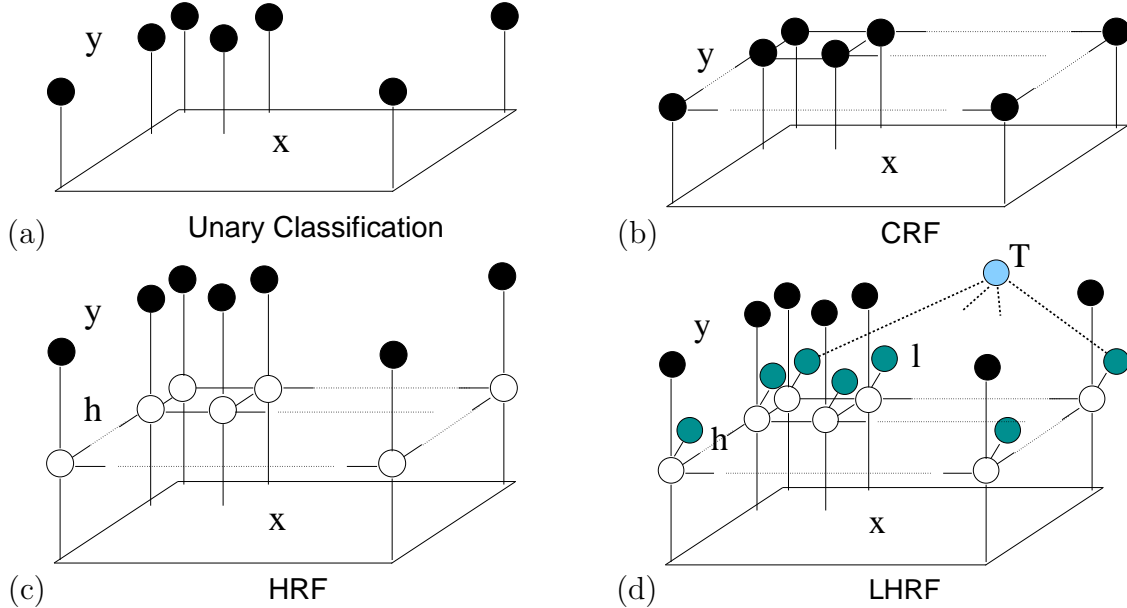 y
x
(a) Unary Classification
y
x
(b) CRF
y
h
x
(c) HRF
T
y
l
h
x
(d) LHRF